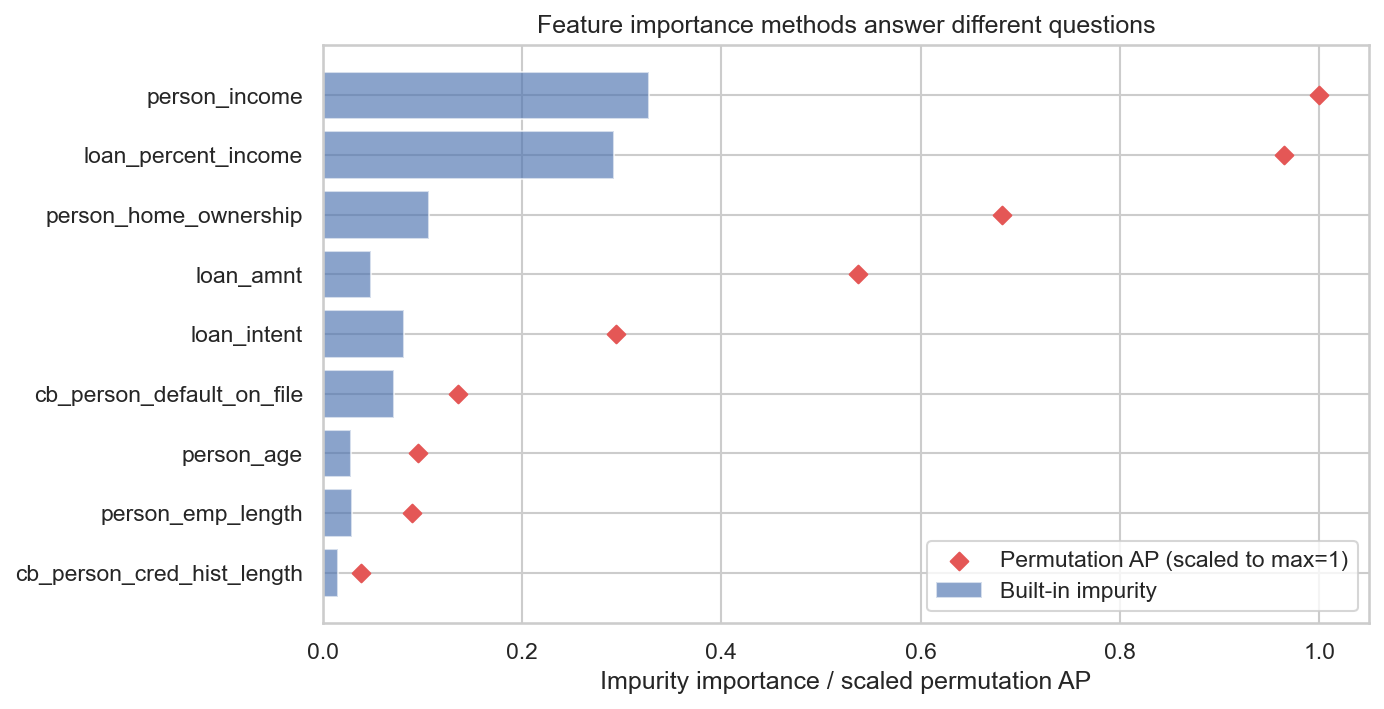 Feature importance methods answer different questions
person_income
loan_percent_income
person_home_ownership
loan_amnt
loan_intent
cb_person_default_on_file
person_age
person_emp_length
cb_person_cred_hist_length
Permutation AP (scaled to max=1)
Built-in impurity
0.0 0.2 0.4 0.6 0.8 1.0
Impurity importance / scaled permutation AP